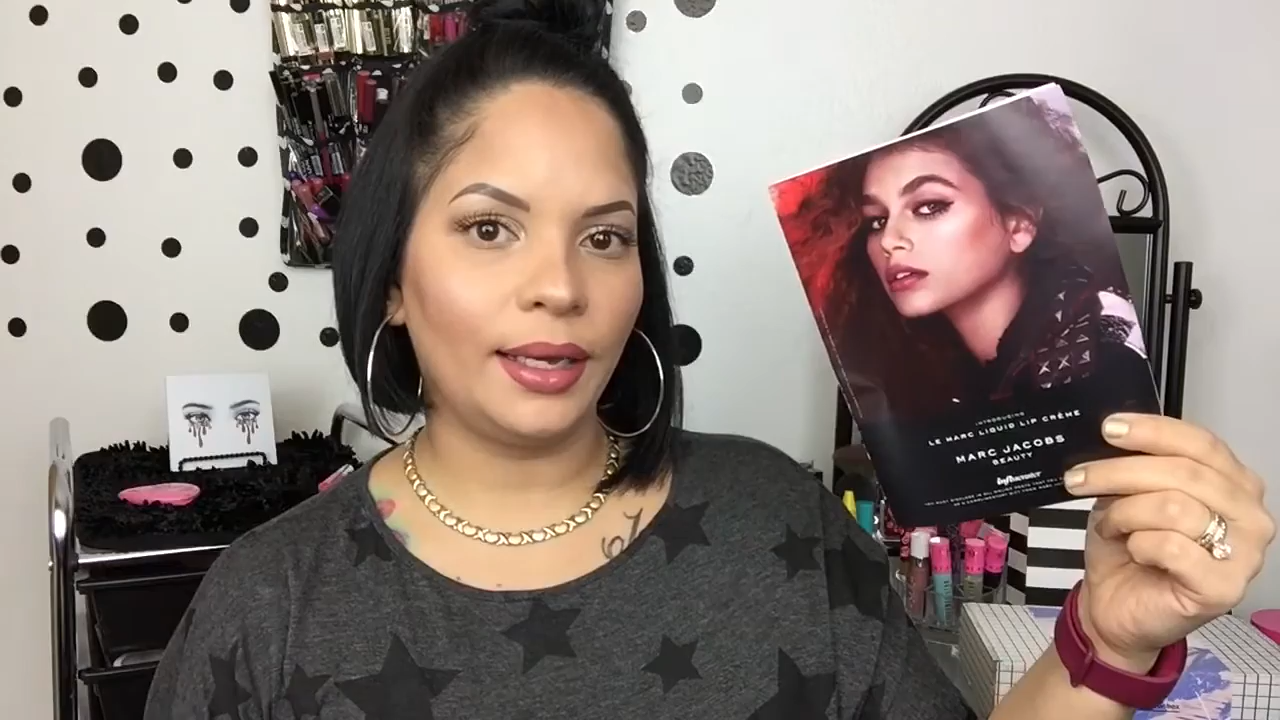 INTRODUCING
LE MARC LIQUID LIP CRÈME
MARC JACOBS
BEAUTY
influenster